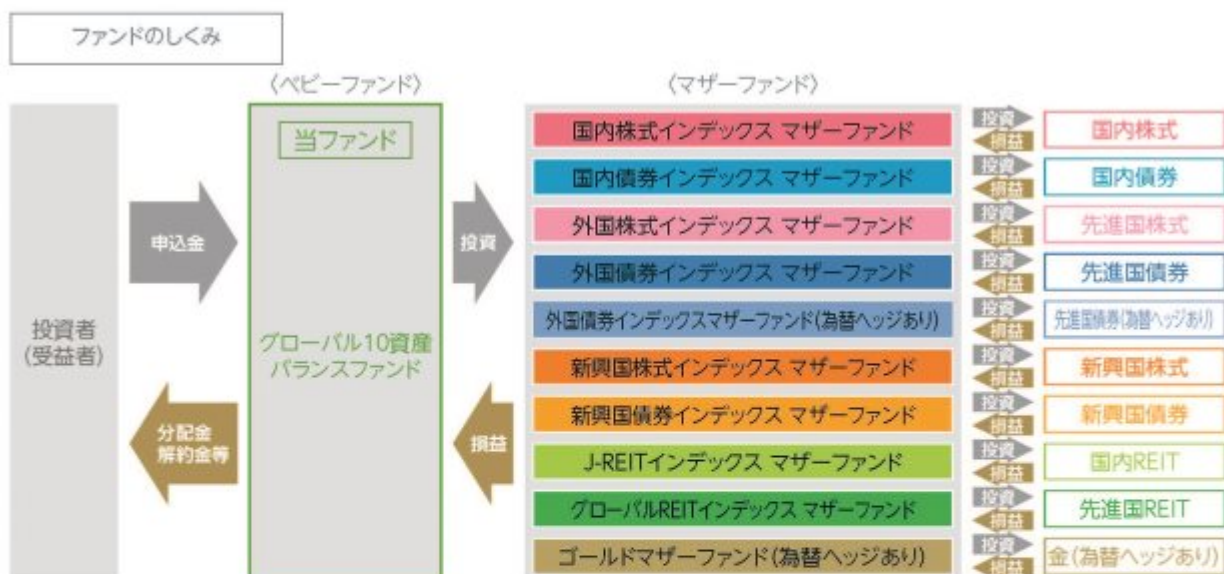 ファンドのしくみ
〈ベビーファンド〉
〈マザーファンド〉
投資者
(受益者)
申込金
分配金
解約金等
当ファンド
グローバル10資産
バランスファンド
投資
損益
国内株式インデックス マザーファンド
投資
損益
国内株式
国内債券インデックス マザーファンド
投資
損益
国内債券
外国株式インデックス マザーファンド
投資
損益
先進国株式
外国債券インデックス マザーファンド
投資
損益
先進国債券
外国債券インデックスマザーファンド(為替ヘッジあり)
投資
損益
先進国債券(為替ヘッジあり)
新興国株式インデックス マザーファンド
投資
損益
新興国株式
新興国債券インデックス マザーファンド
投資
損益
新興国債券
J-REITインデックス マザーファンド
投資
損益
国内REIT
グローバルREITインデックス マザーファンド
投資
損益
先進国REIT
ゴールドマザーファンド(為替ヘッジあり)
投資
損益
金(為替ヘッジあり)